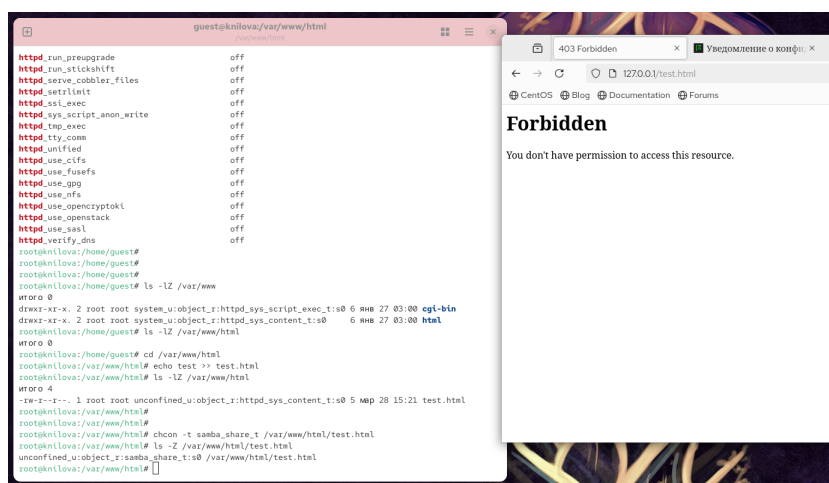 guest@knilova:/var/www/html
/var/www/html
httpd_run_preupgrade off
httpd_run_stickshift off
httpd_serve_cobbler_files off
httpd_setrlimit off
httpd_ssi_exec off
httpd_sys_script_anon_write off
httpd_tmp_exec off
httpd_tty_comm off
httpd_unified off
httpd_use_cifs off
httpd_use_fusefs off
httpd_use_gpg off
httpd_use_nfs off
httpd_use_opencryptoki off
httpd_use_openstack off
httpd_use_sasl off
httpd_verify_dns off
root@knilova:/home/guest#
root@knilova:/home/guest#
root@knilova:/home/guest#
root@knilova:/home/guest# ls -lZ /var/www
итого 0
drwxr-xr-x. 2 root root system_u:object_r:httpd_sys_script_exec_t:s0 6 янв 27 03:00 cgi-bin
drwxr-xr-x. 2 root root system_u:object_r:httpd_sys_content_t:s0 6 янв 27 03:00 html
root@knilova:/home/guest# ls -lZ /var/www/html
итого 0
root@knilova:/home/guest# cd /var/www/html
root@knilova:/var/www/html# echo test >> test.html
root@knilova:/var/www/html# ls -lZ /var/www/html
итого 4
-rw-r--r--. 1 root root unconfined_u:object_r:httpd_sys_content_t:s0 5 мар 28 15:21 test.html
root@knilova:/var/www/html#
root@knilova:/var/www/html#
root@knilova:/var/www/html# chcon -t samba_share_t /var/www/html/test.html
root@knilova:/var/www/html# ls -Z /var/www/html/test.html
unconfined_u:object_r:samba_share_t:s0 /var/www/html/test.html
root@knilova:/var/www/html#
403 Forbidden
Уведомление о конфи
127.0.0.1/test.html
CentOS Blog Documentation Forums
Forbidden
You don't have permission to access this resource.